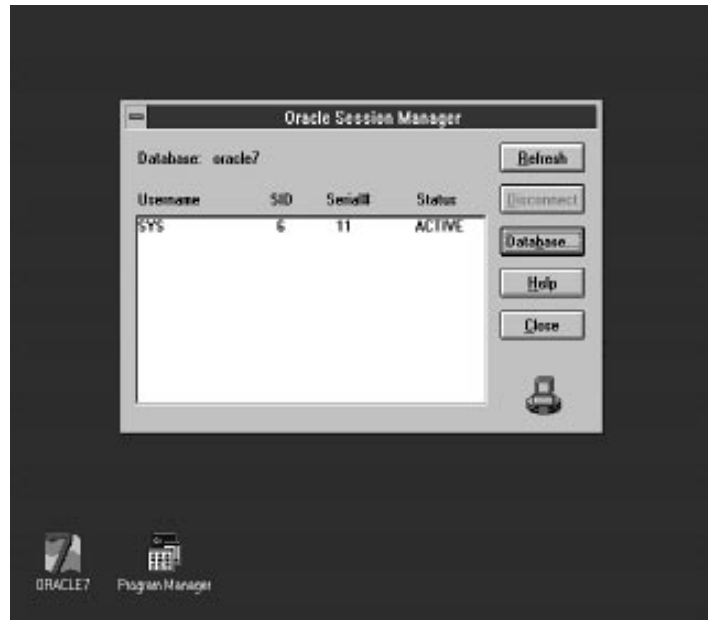 Oracle Session Manager
Database: oracle7
Refresh
Username SID Serial# Status
Disconnect
SYS 6 11 ACTIVE
Database...
Help
Close
ORACLE7
Program Manager